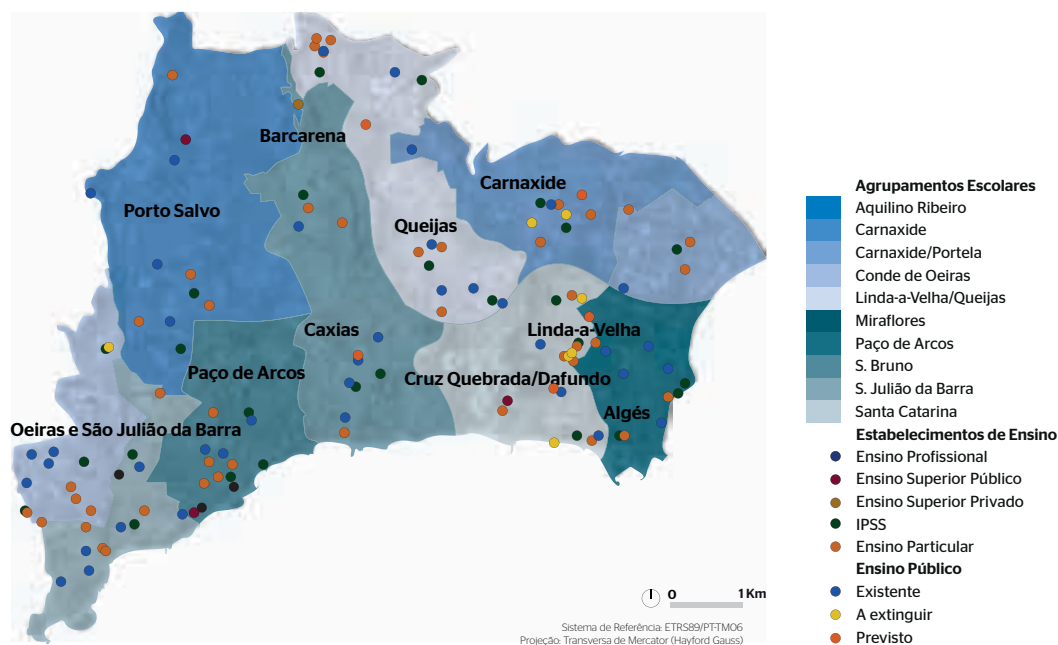 Barcarena
Carnaxide
Porto Salvo
Queijas
Caxias
Linda-a-Velha
Paço de Arcos
Cruz Quebrada/Dafundo
Algés
Oeiras e São Julião da Barra
0 1 Km
Sistema de Referência: ETRS89/PT-TM06
Projeção: Transversa de Mercator (Hayford Gauss)
Agrupamentos Escolares
Aquilino Ribeiro
Carnaxide
Carnaxide/Portela
Conde de Oeiras
Linda-a-Velha/Queijas
Miraflores
Paço de Arcos
S. Bruno
S. Julião da Barra
Santa Catarina
Estabelecimentos de Ensino
Ensino Profissional
Ensino Superior Público
Ensino Superior Privado
IPSS
Ensino Particular
Ensino Público
Existente
A extinguir
Previsto